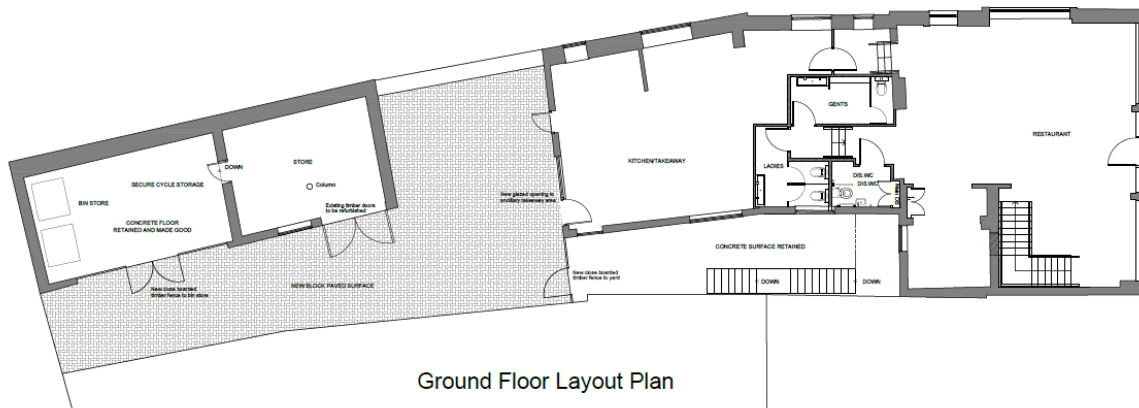 GENTS
RESTAURANT
STORE
DOWN
KITCHEN/TAKEAWAY
LADIES
DIS.WC
DIS.WC
SECURE CYCLE STORAGE
Column
BIN STORE
New glazed opening to
ancillary takeaway area
Existing timber doors
to be refurbished
CONCRETE FLOOR
RETAINED AND MADE GOOD
CONCRETE SURFACE RETAINED
New close boarded
timber fence to yard
DOWN
DOWN
NEW BLOCK PAVED SURFACE
New close boarded
timber fence to bin store
Ground Floor Layout Plan